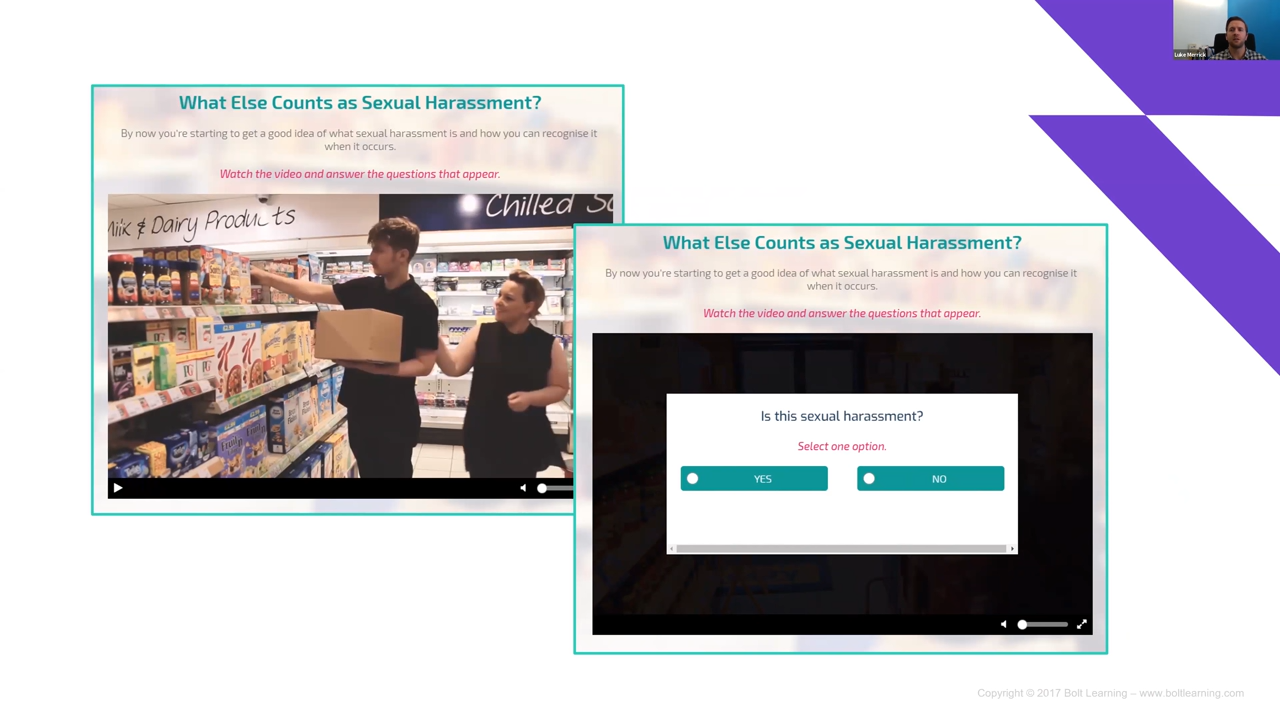 Luke Merrick
What Else Counts as Sexual Harassment?
By now you're starting to get a good idea of what sexual harassment is and how you can recognise it
when it occurs.
Watch the video and answer the questions that appear.
Milk & Dairy Products
Chilled So
What Else Counts as Sexual Harassment?
By now you're starting to get a good idea of what sexual harassment is and how you can recognise it
when it occurs.
Watch the video and answer the questions that appear.
Is this sexual harassment?
Select one option.
YES
NO
Copyright © 2017 Bolt Learning – www.boltlearning.com